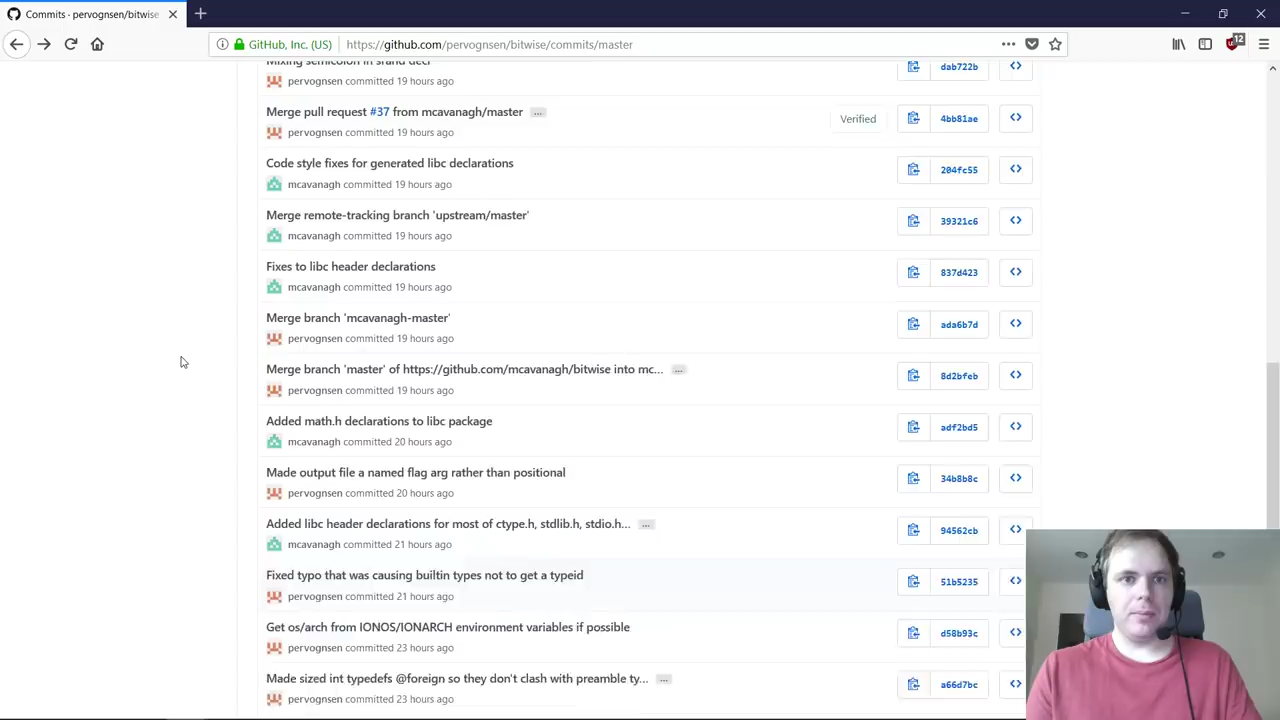 Commits · pervognsen/bitwise
GitHub, Inc. (US)
https://github.com/pervognsen/bitwise/commits/master
12
Mixing semicolon in srand decl
pervognsen committed 19 hours ago
dab722b
Merge pull request #37 from mcavanagh/master ...
pervognsen committed 19 hours ago
Verified
4bb81ae
Code style fixes for generated libc declarations
mcavanagh committed 19 hours ago
204fc55
Merge remote-tracking branch 'upstream/master'
mcavanagh committed 19 hours ago
39321c6
Fixes to libc header declarations
mcavanagh committed 19 hours ago
837d423
Merge branch 'mcavanagh-master'
pervognsen committed 19 hours ago
ada6b7d
Merge branch 'master' of https://github.com/mcavanagh/bitwise into mc... ...
pervognsen committed 19 hours ago
8d2bfeb
Added math.h declarations to libc package
mcavanagh committed 20 hours ago
adf2bd5
Made output file a named flag arg rather than positional
pervognsen committed 20 hours ago
34b8b8c
Added libc header declarations for most of ctype.h, stdlib.h, stdio.h... ...
mcavanagh committed 21 hours ago
94562cb
Fixed typo that was causing builtin types not to get a typeid
pervognsen committed 21 hours ago
51b5235
Get os/arch from IONOS/IONARCH environment variables if possible
pervognsen committed 23 hours ago
d58b93c
Made sized int typedefs @foreign so they don't clash with preamble ty... ...
pervognsen committed 23 hours ago
a66d7bc